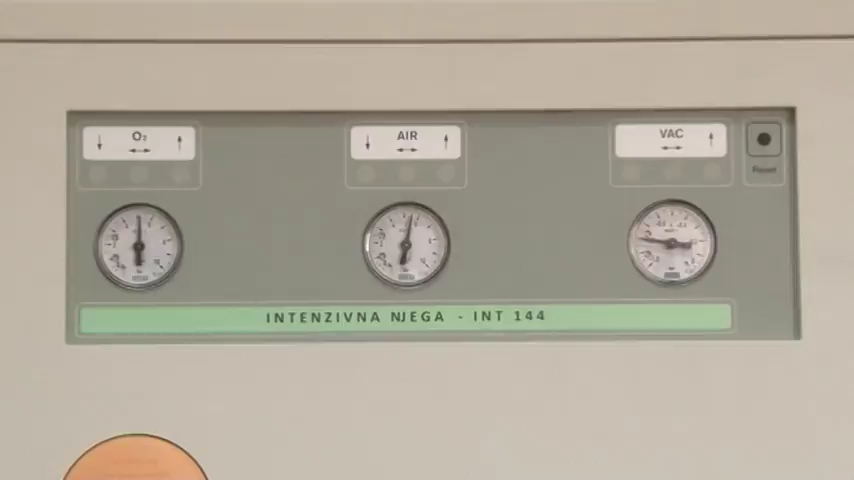 O₂
AIR
VAC
Reset
INTENZIVNA NJEGA - INT 144